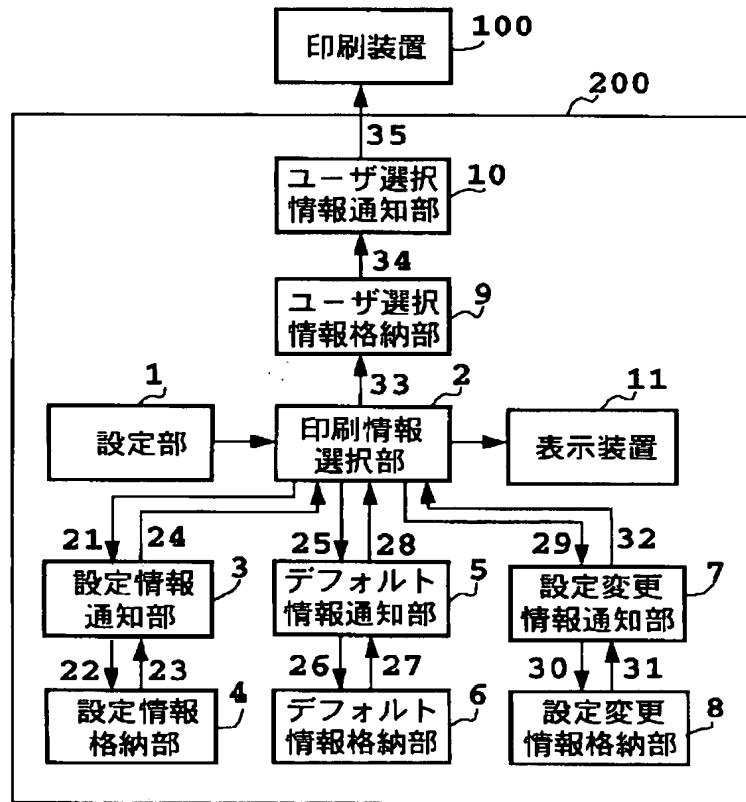 100
印刷装置
200
35
10
ユーザ選択
情報通知部
34
9
ユーザ選択
情報格納部
33
1
2
11
設定部
印刷情報
選択部
表示装置
21
24
25
28
29
32
3
設定情報
通知部
5
デフォルト
情報通知部
7
設定変更
情報通知部
22
23
26
27
30
31
4
設定情報
格納部
6
デフォルト
情報格納部
8
設定変更
情報格納部